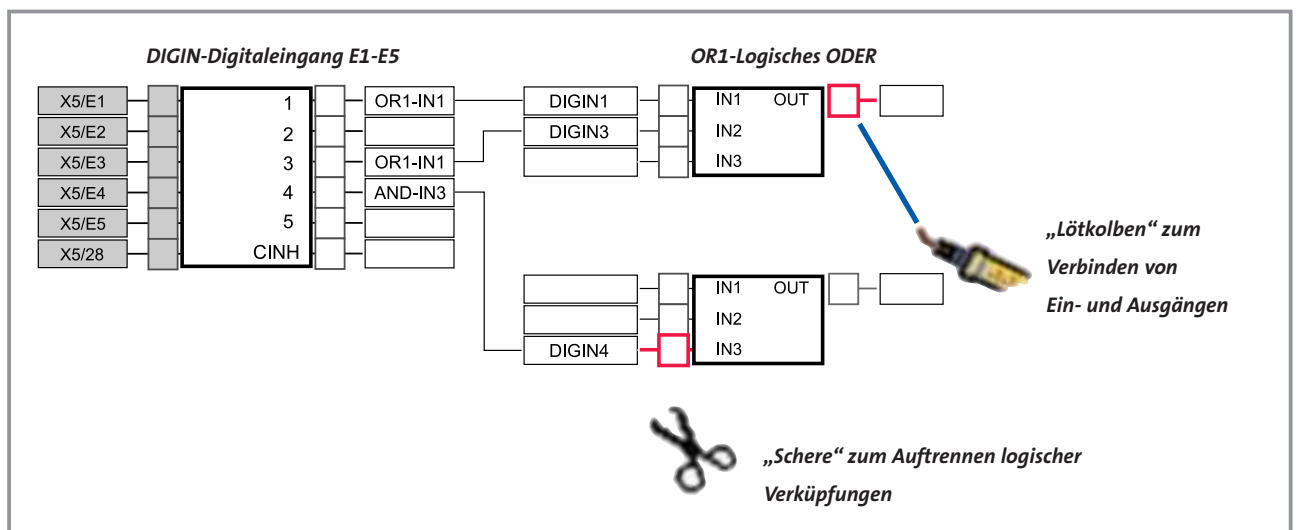 DIGIN-Digitaleingang E1-E5
OR1-Logisches ODER
X5/E1
X5/E2
X5/E3
X5/E4
X5/E5
X5/28
1
2
3
4
5
CINH
OR1-IN1
OR1-IN1
AND-IN3
DIGIN1
DIGIN3
IN1 OUT
IN2
IN3
DIGIN4
IN1 OUT
IN2
IN3
„Lötkolben“ zum
Verbinden von
Ein- und Ausgängen
„Schere“ zum Auftrennen logischer
Verküpfungen